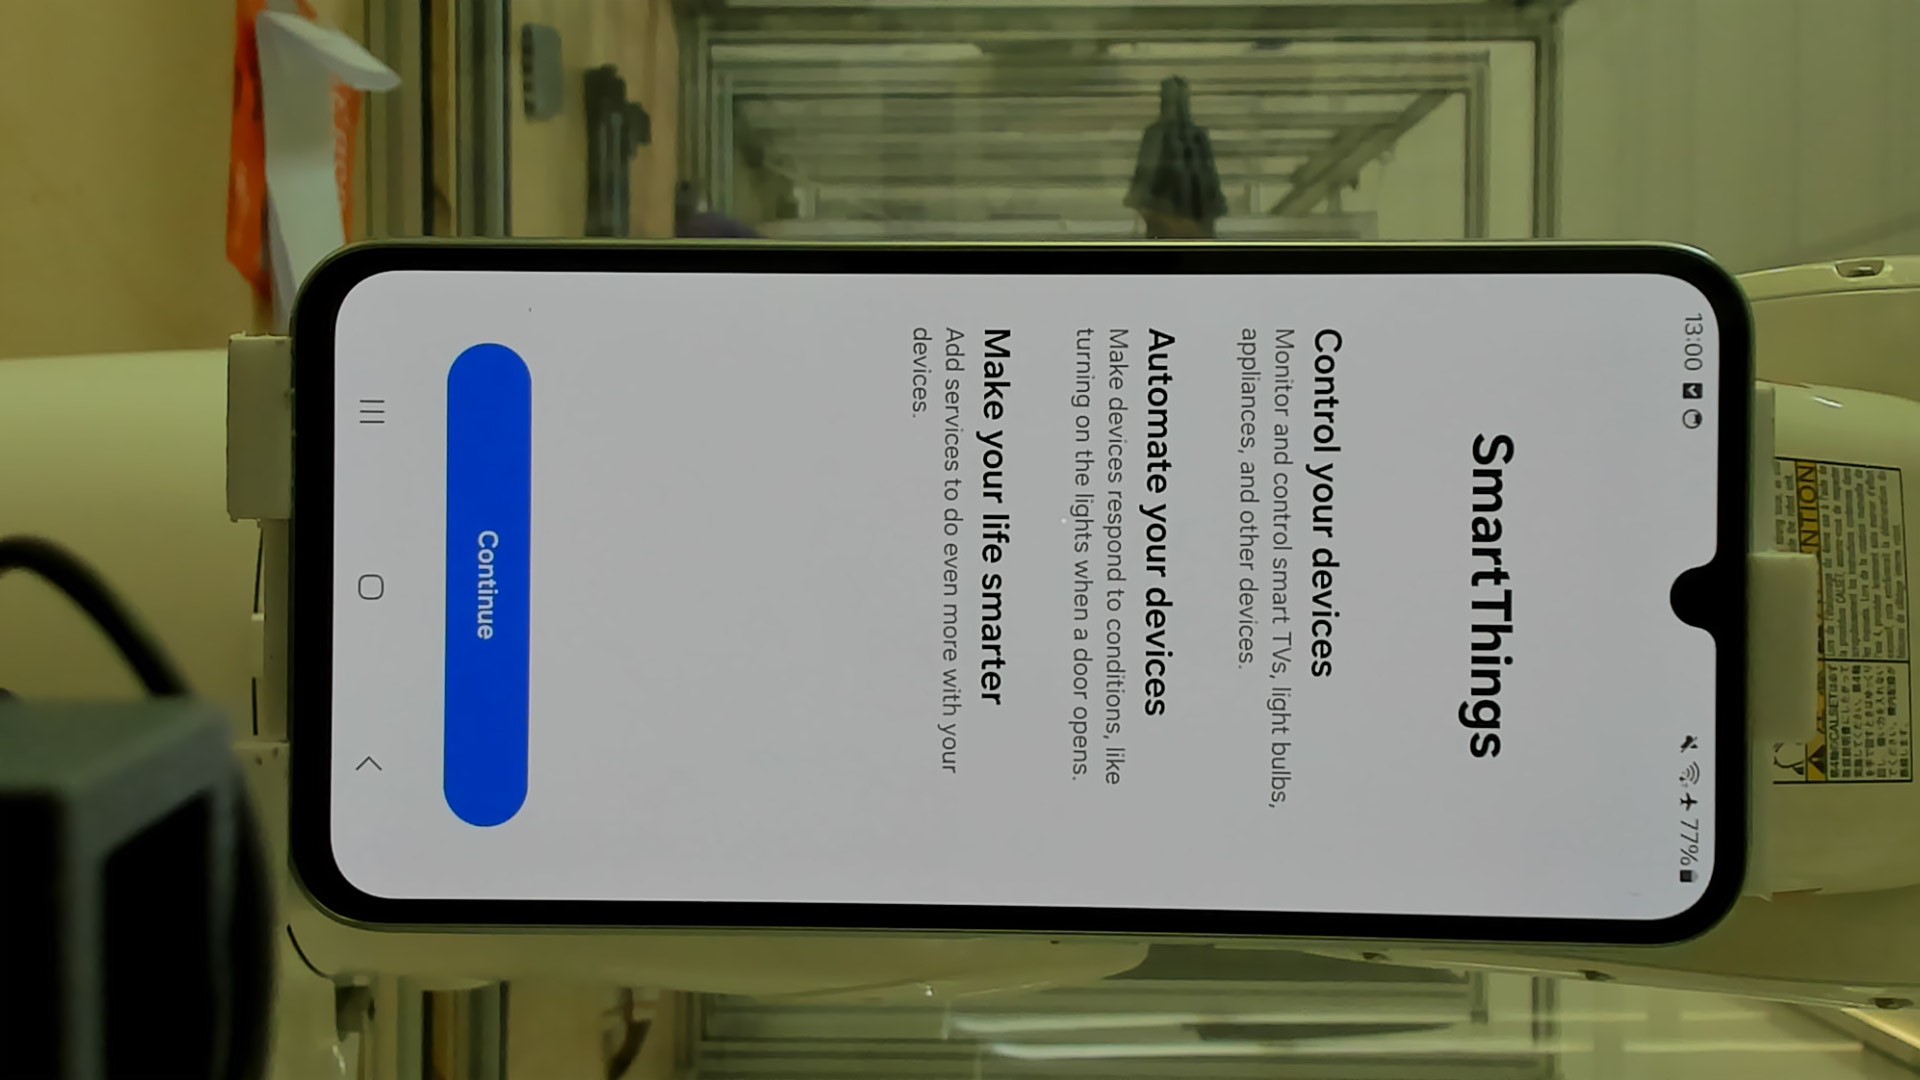 13:00
77%
SmartThings
Control your devices
Monitor and control smart TVs, light bulbs,
appliances, and other devices.
Automate your devices
Make devices respond to conditions, like
turning on the lights when a door opens.
Make your life smarter
Add services to do even more with your
devices.
Continue